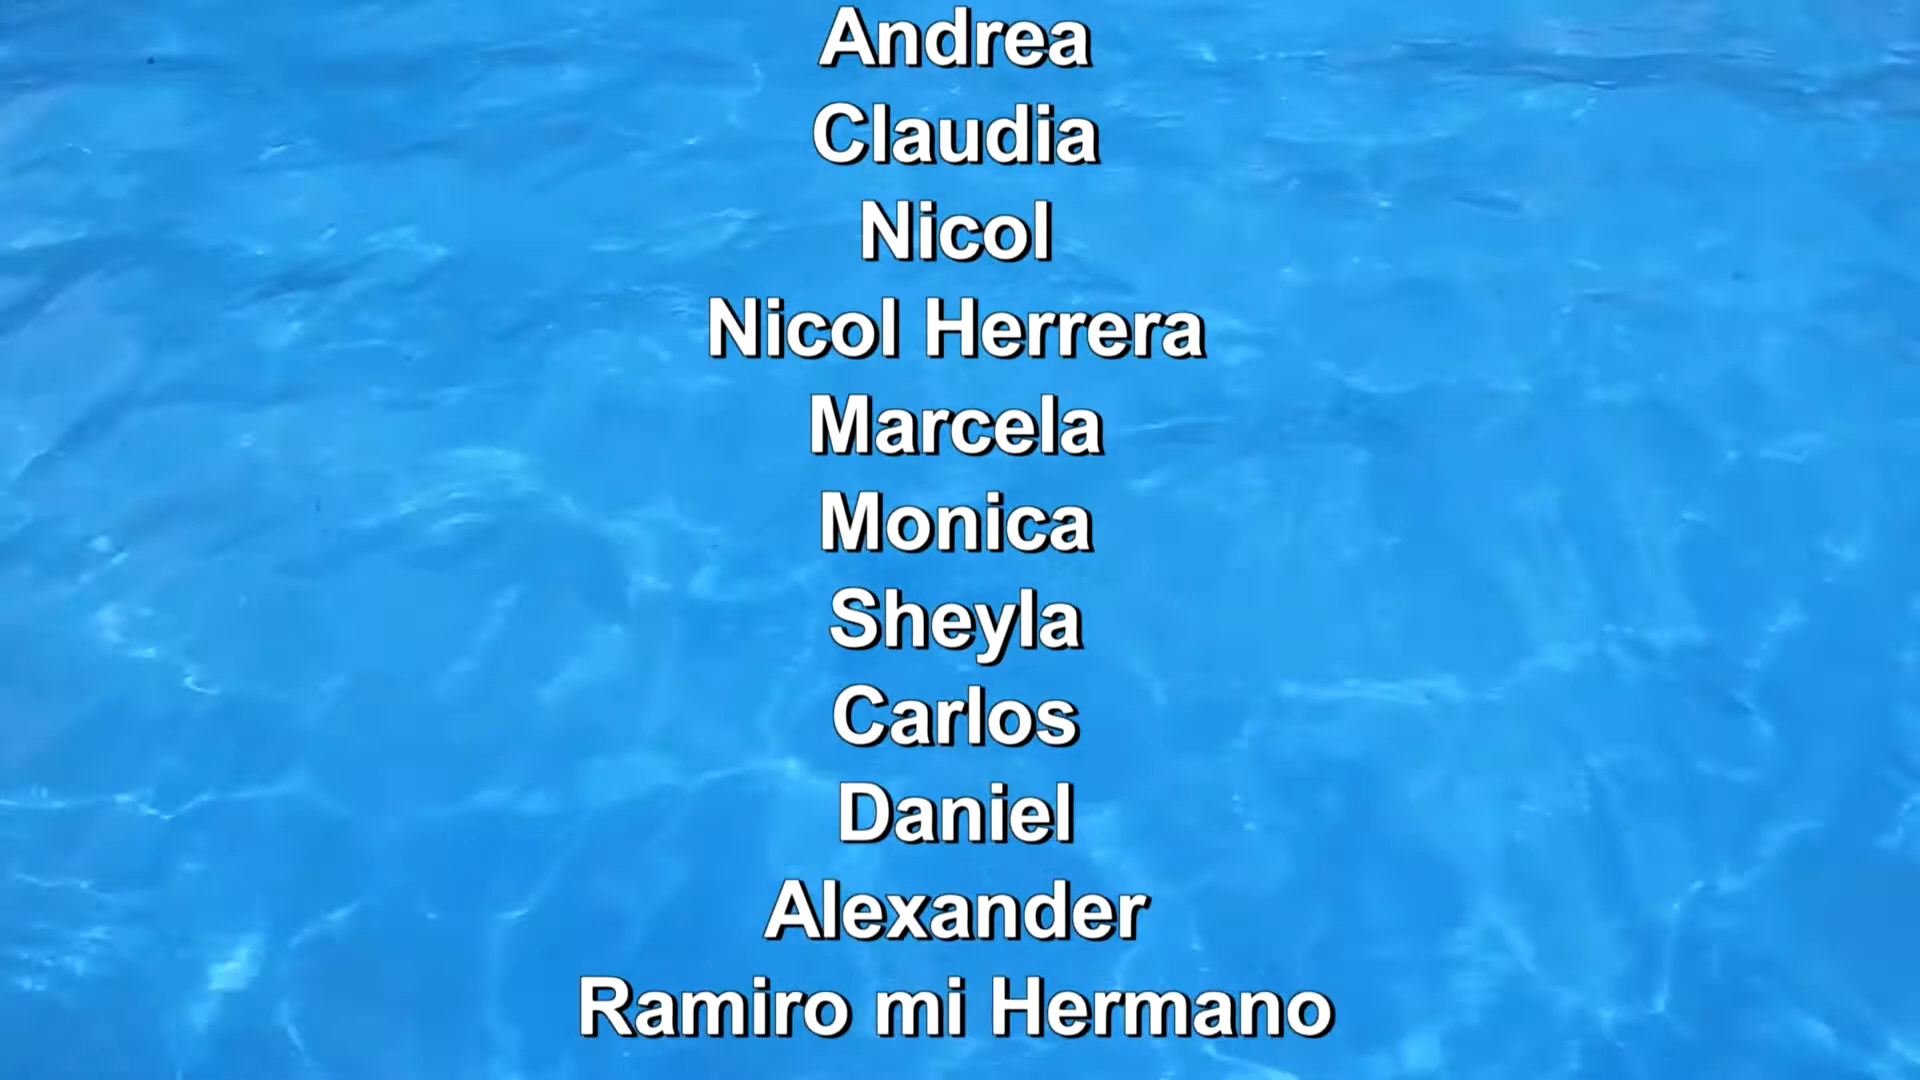 Andrea
Claudia
Nicol
Nicol Herrera
Marcela
Monica
Sheyla
Carlos
Daniel
Alexander
Ramiro mi Hermano